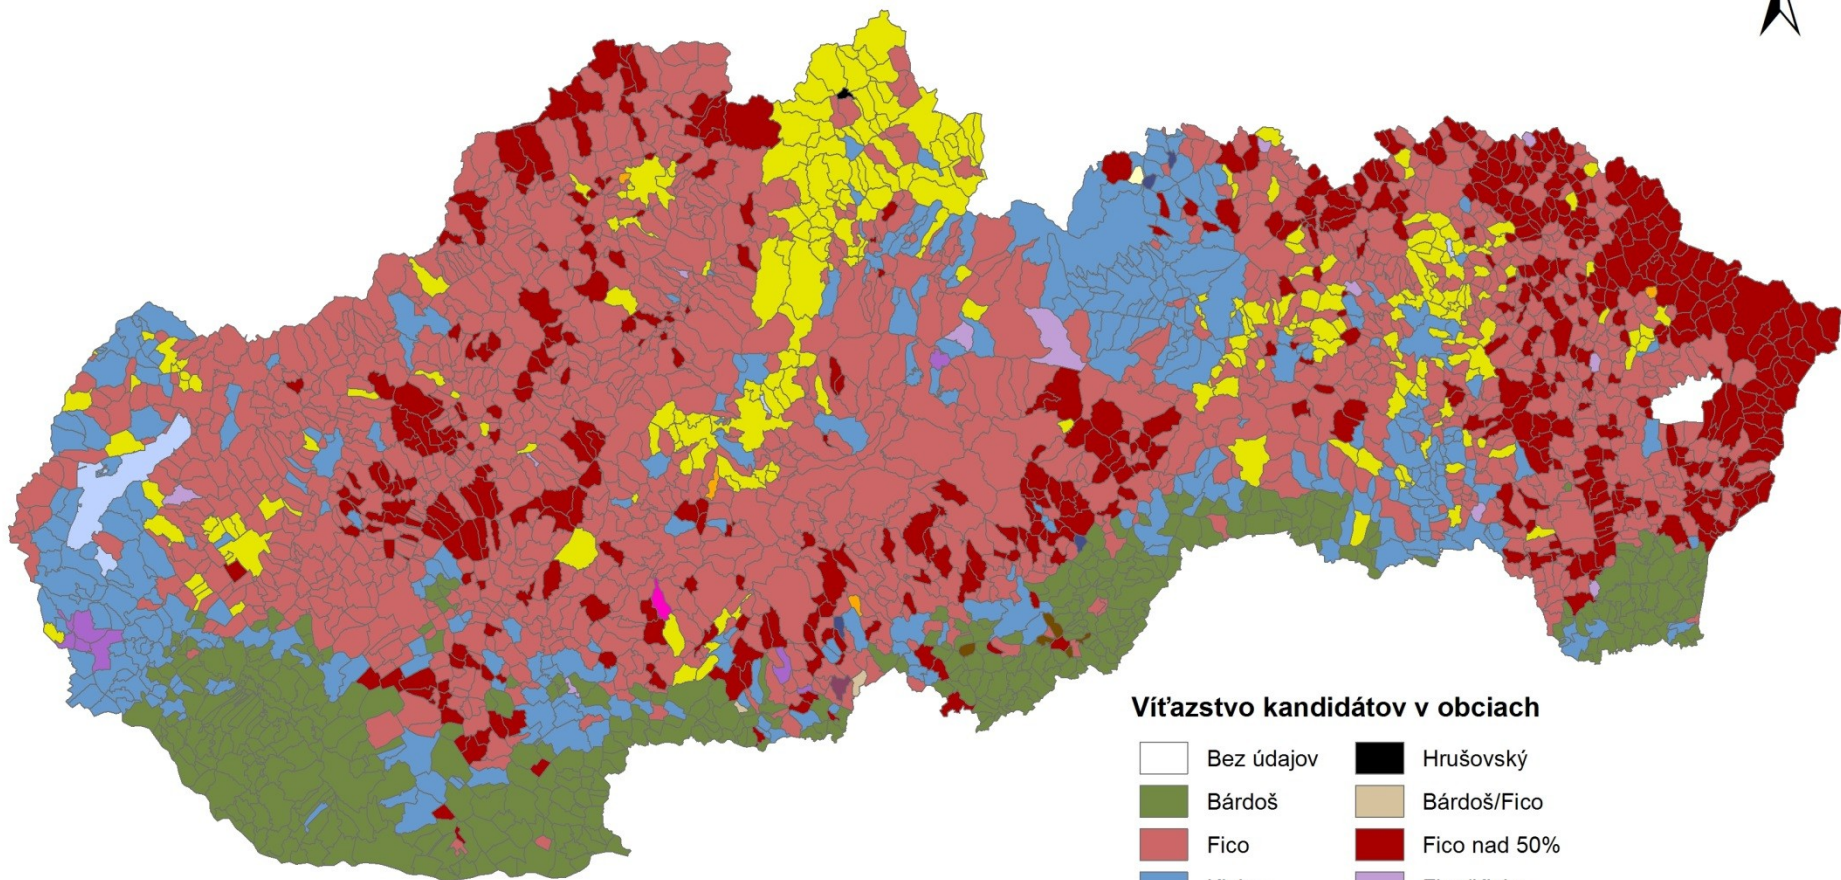 Víťazstvo kandidátov v obciach
Bez údajov
Hrušovský
Bárdoš
Bárdoš/Fico
Fico
Fico nad 50%